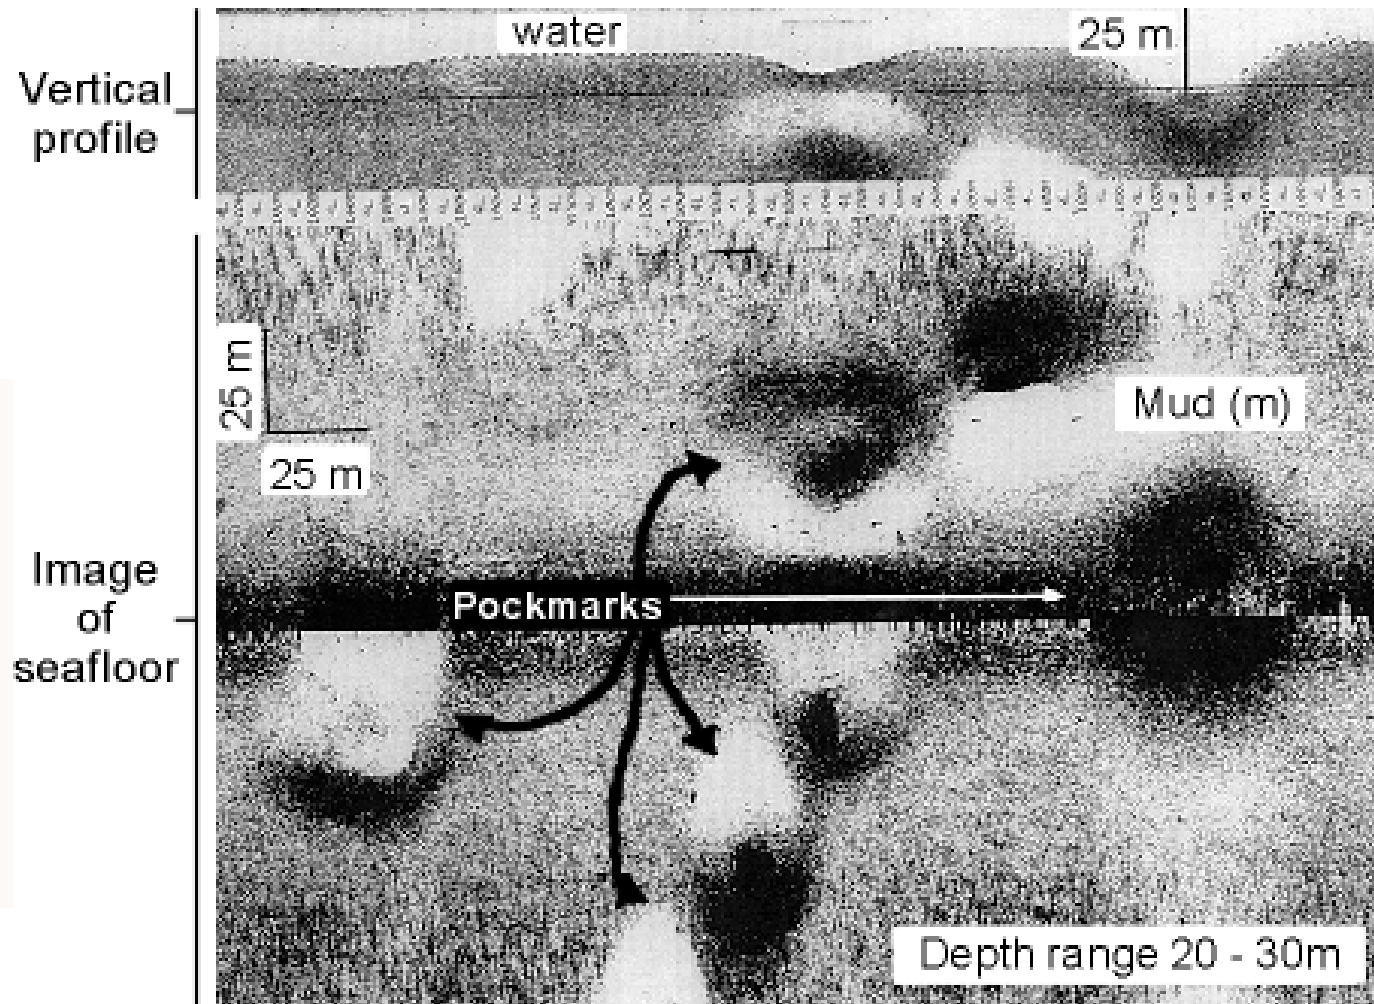 water
25 m
Vertical
profile
25 m
25 m
Mud (m)
Image
of
seafloor
Pockmarks
Depth range 20 - 30m